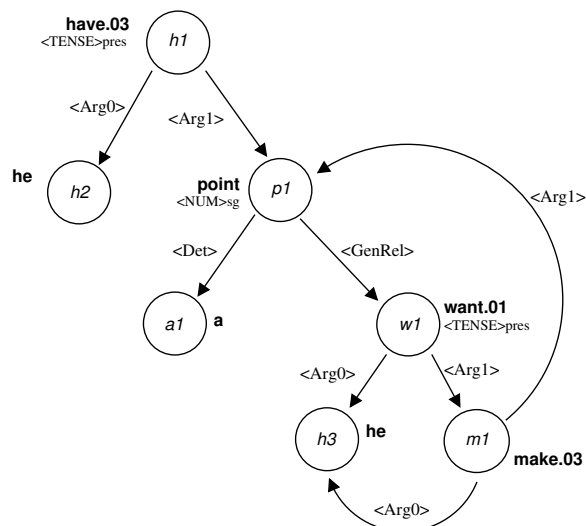 have.03
<TENSE>pres
h1
<Arg0>
<Arg1>
he
h2
point
<NUM>sg
p1
<Arg1>
<Det>
<GenRel>
a1
a
w1
want.01
<TENSE>pres
<Arg0>
<Arg1>
h3
he
m1
make.03
<Arg0>